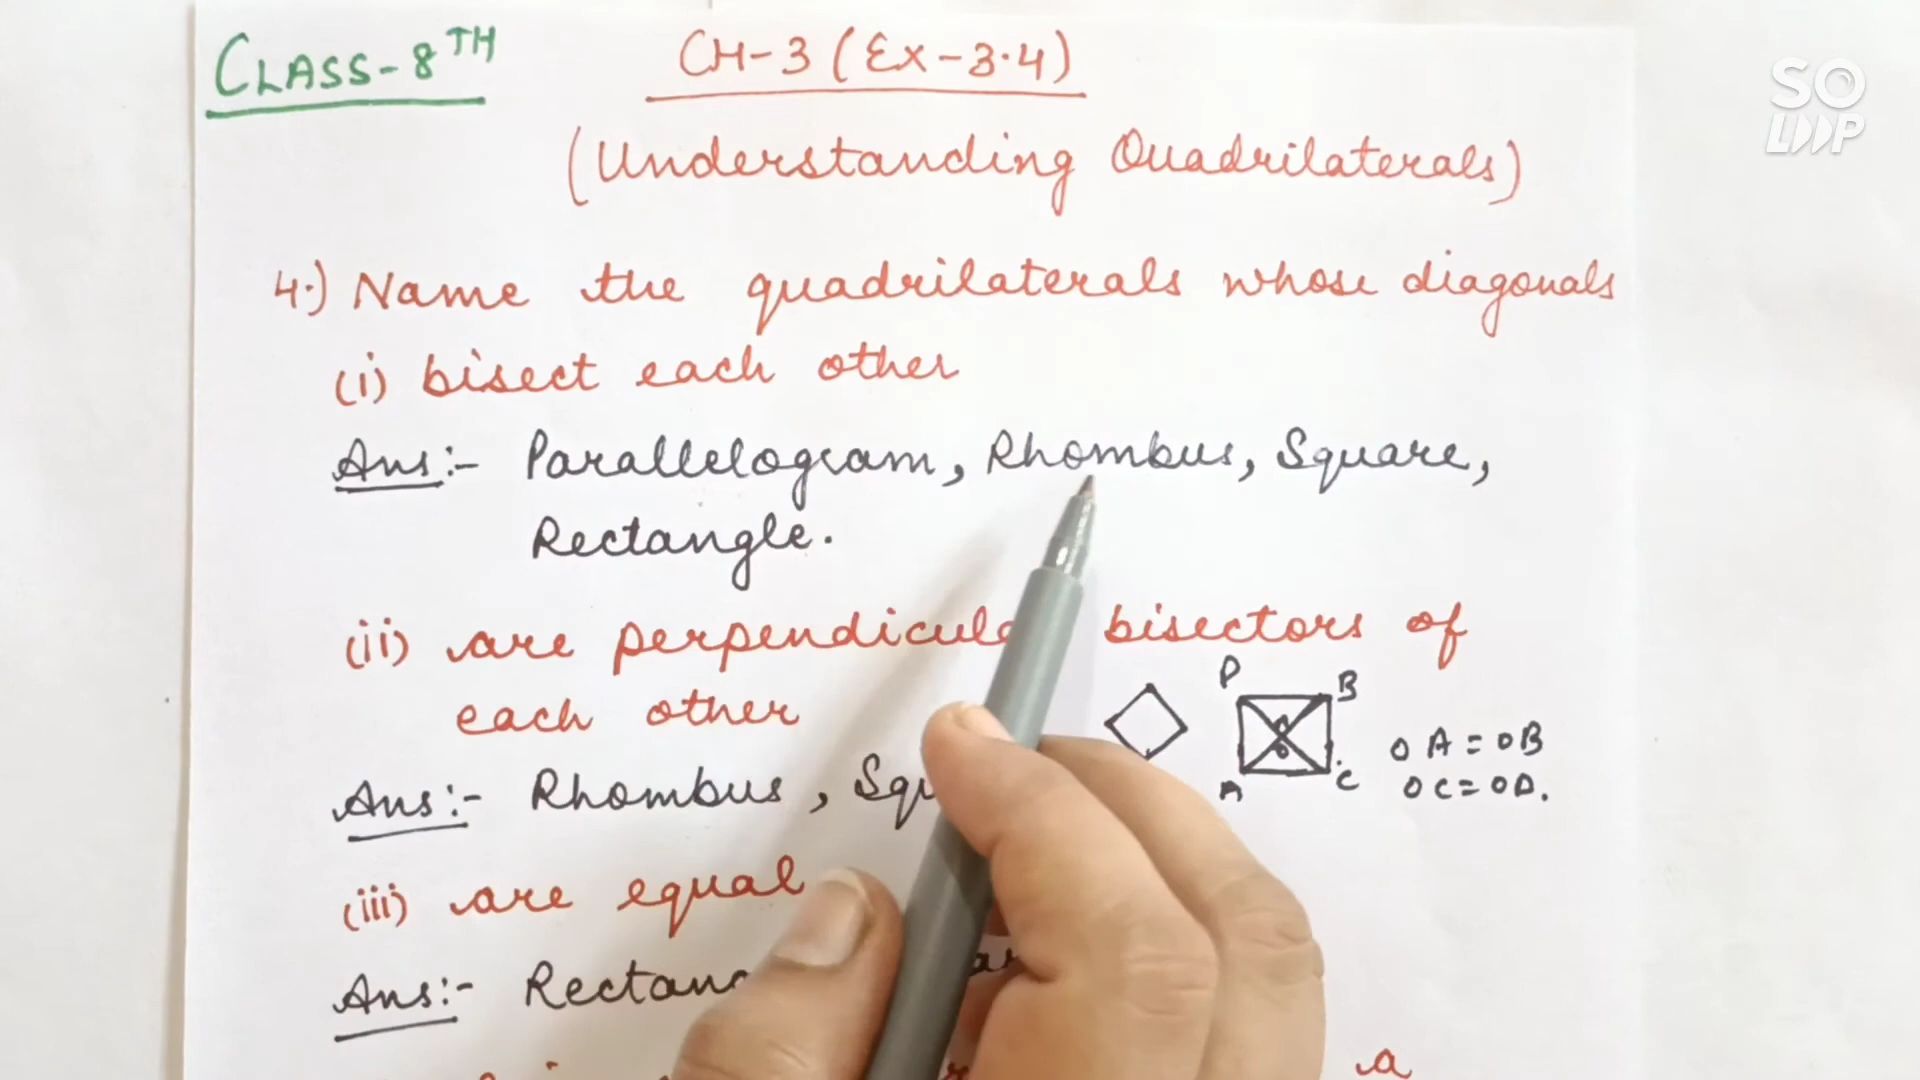 CLASS-8TH
CH-3 (Ex-3.4)
SO
LOOP
(Understanding Quadrilaterals)
4.) Name the quadrilaterals whose diagonals
(i) bisect each other
Ans:- Parallelogram, Rhombus, Square,
Rectangle.
(ii) are bisectors of
each other
D B
A C
O
OA = OB
OC = OD.
Ans:- Rhombus,
(iii) are equal
Ans:-
a